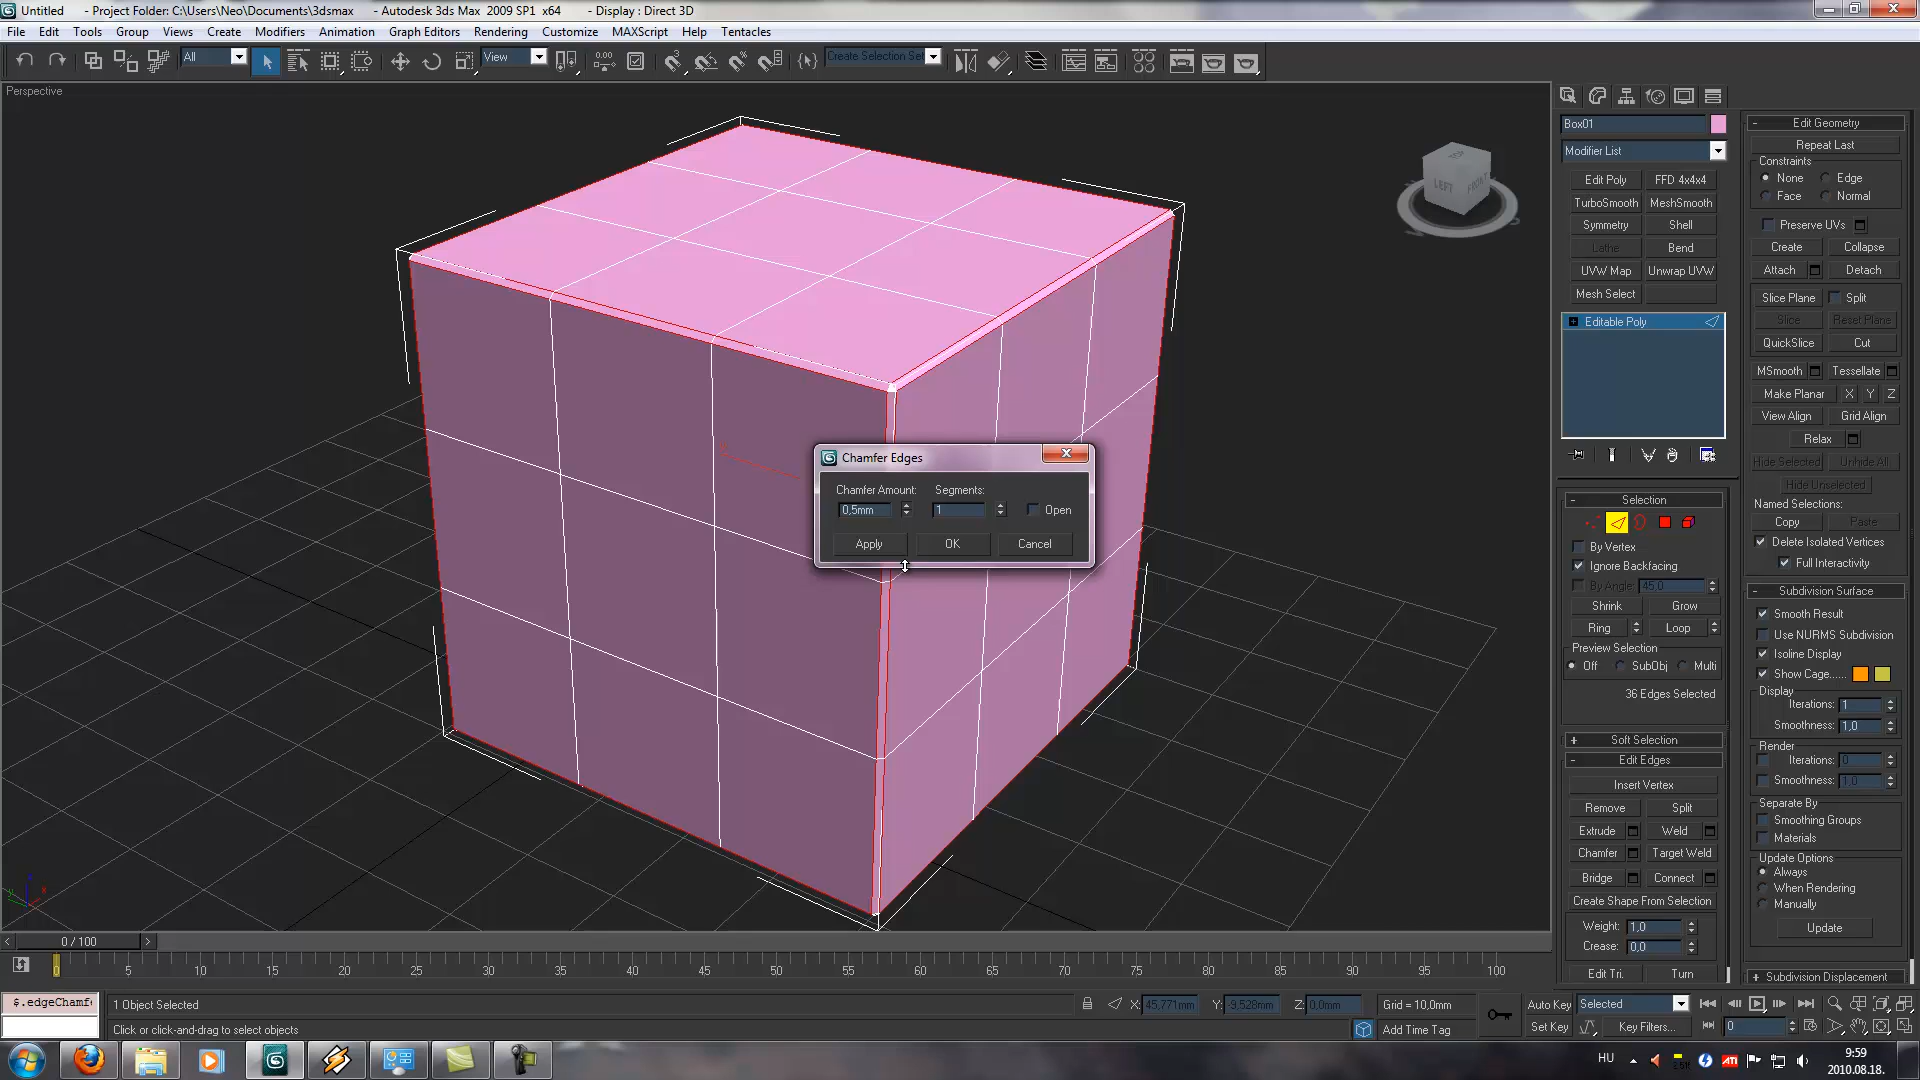 Untitled - Project Folder: C:\Users\Neo\Documents\3dsmax - Autodesk 3ds Max 2009 SP1 x64 - Display : Direct 3D
File Edit Tools Group Views Create Modifiers Animation Graph Editors Rendering Customize MAXScript Help Tentacles
All View Create Selection Set
Perspective
TOP LEFT FRONT
Box01
Modifier List
Edit Poly FFD 4x4x4
TurboSmooth MeshSmooth
Symmetry Shell
Lathe Bend
UVW Map Unwrap UVW
Mesh Select
Editable Poly
Selection
By Vertex
Ignore Backfacing
By Angle: 45,0
Shrink Grow
Ring Loop
Preview Selection
Off SubObj Multi
36 Edges Selected
Soft Selection
Edit Edges
Insert Vertex
Remove Split
Extrude Weld
Chamfer Target Weld
Bridge Connect
Create Shape From Selection
Weight: 1,0
Crease: 0,0
Edit Tri. Turn
Edit Geometry
Repeat Last
Constraints
None Edge
Face Normal
Preserve UVs
Create Collapse
Attach Detach
Slice Plane Split
Slice Reset Plane
QuickSlice Cut
MSmooth Tessellate
Make Planar X Y Z
View Align Grid Align
Relax
Hide Selected Unhide All
Hide Unselected
Named Selections:
Copy Paste
Delete Isolated Vertices
Full Interactivity
Subdivision Surface
Smooth Result
Use NURMS Subdivision
Isoline Display
Show Cage......
Display
Iterations: 1
Smoothness: 1,0
Render
Iterations: 0
Smoothness: 1,0
Separate By
Smoothing Groups
Materials
Update Options
Always
When Rendering
Manually
Update
Subdivision Displacement
Chamfer Edges
Chamfer Amount: Segments:
0,5mm 1 Open
Apply OK Cancel
0 / 100
0 5 10 15 20 25 30 35 40 45 50 55 60 65 70 75 80 85 90 95 100
$.edgeChamfe 1 Object Selected X: 45,771mm Y: -9,528mm Z: 0,0mm Grid = 10,0mm Auto Key Selected
Click or click-and-drag to select objects Add Time Tag Set Key Key Filters... 0
HU 9:59
2010.08.18.